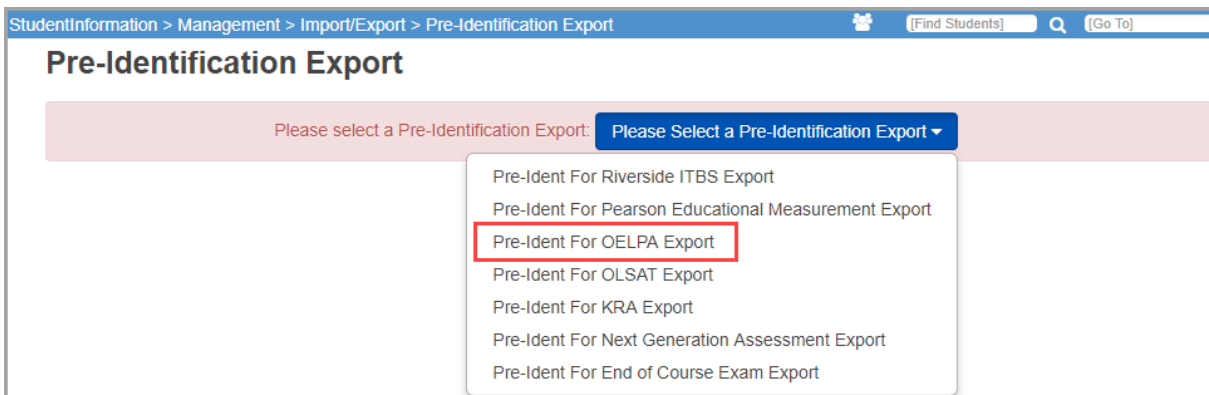 StudentInformation > Management > Import/Export > Pre-Identification Export [Find Students] [Go To]
Pre-Identification Export
Please select a Pre-Identification Export: Please Select a Pre-Identification Export
Pre-Ident For Riverside ITBS Export
Pre-Ident For Pearson Educational Measurement Export
Pre-Ident For OELPA Export
Pre-Ident For OLSAT Export
Pre-Ident For KRA Export
Pre-Ident For Next Generation Assessment Export
Pre-Ident For End of Course Exam Export